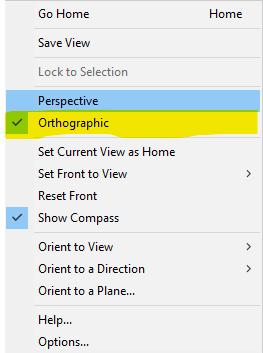 Go Home Home
Save View
Lock to Selection
Perspective
Orthographic
Set Current View as Home
Set Front to View
Reset Front
Show Compass
Orient to View
Orient to a Direction
Orient to a Plane...
Help...
Options...